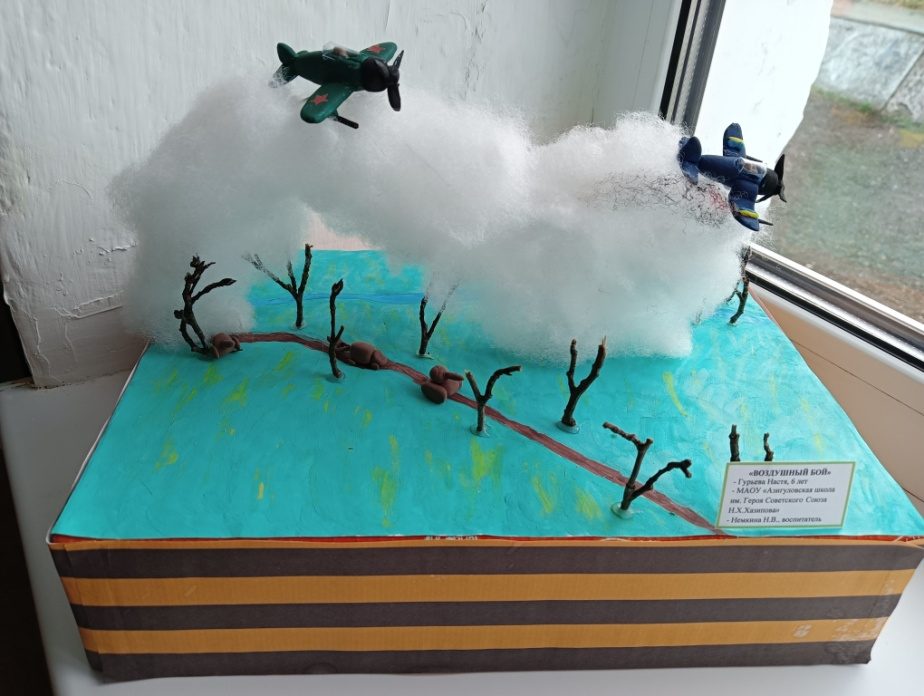 «ВОЗДУШНЫЙ БОЙ»
- Гурьева Настя, 6 лет
- МАОУ «Азигуловская школа
им. Героя Советского Союза
Н.Х.Хазипова»
- Немкина Н.В., воспитатель